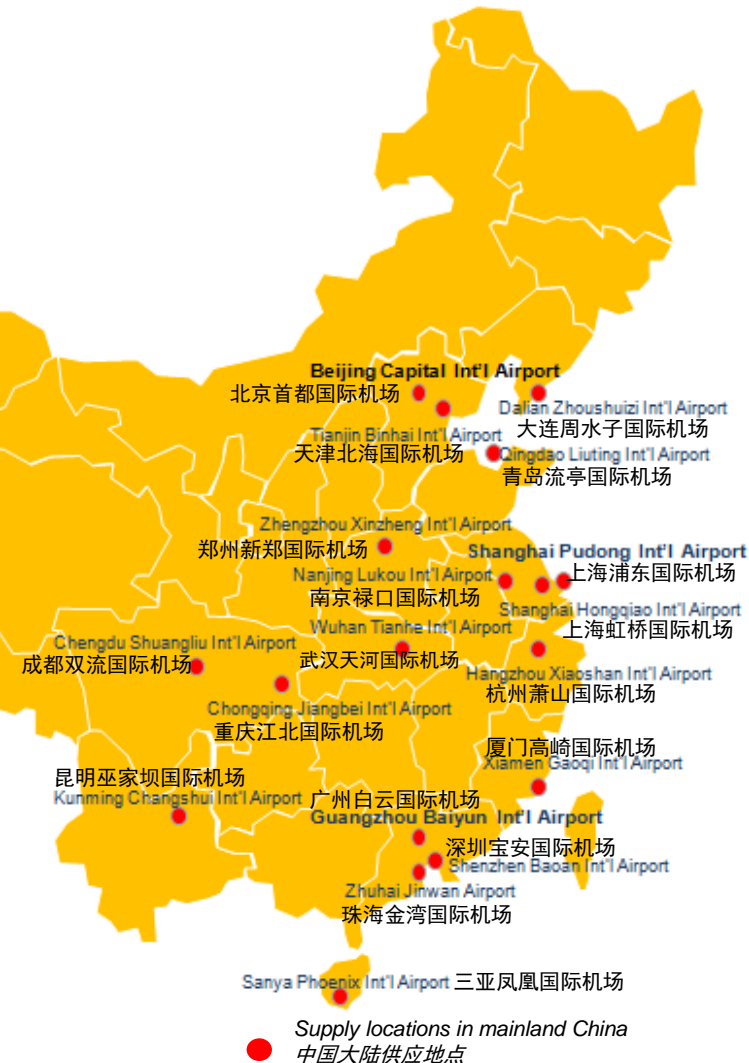 Beijing Capital Int'l Airport
北京首都国际机场
Dalian Zhoushuizi Int'l Airport
大连周水子国际机场
Tianjin Binhai Int'l Airport
天津北海国际机场
Qingdao Liuting Int'l Airport
青岛流亭国际机场
Zhengzhou Xinzheng Int'l Airport
郑州新郑国际机场
Shanghai Pudong Int'l Airport
上海浦东国际机场
Nanjing Lukou Int'l Airport
南京禄口国际机场
Shanghai Hongqiao Int'l Airport
上海虹桥国际机场
Wuhan Tianhe Int'l Airport
武汉天河国际机场
Chengdu Shuangliu Int'l Airport
成都双流国际机场
Hangzhou Xiaoshan Int'l Airport
杭州萧山国际机场
Chongqing Jiangbei Int'l Airport
重庆江北国际机场
厦门高崎国际机场
Xiamen Gaoqi Int'l Airport
昆明巫家坝国际机场
Kunming Changshui Int'l Airport
广州白云国际机场
Guangzhou Baiyun Int'l Airport
深圳宝安国际机场
Shenzhen Baoan Int'l Airport
Zhuhai Jinwan Airport
珠海金湾国际机场
Sanya Phoenix Int'l Airport 三亚凤凰国际机场
Supply locations in mainland China
中国大陆供应地点